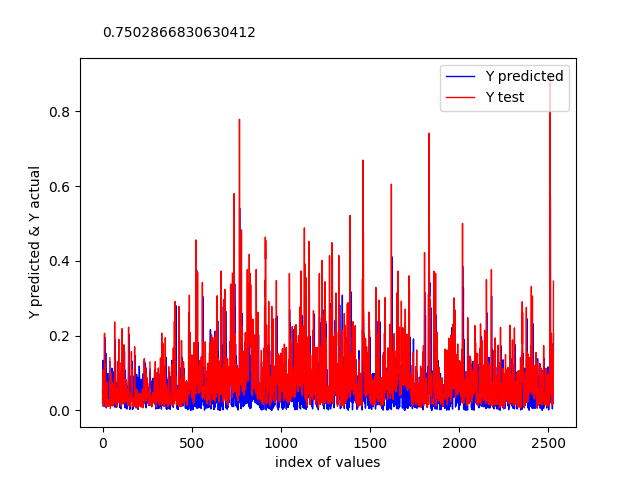 0.7502866830630412
Y predicted
Y test
0.8
0.6
0.4
0.2
0.0
Y predicted & Y actual
0 500 1000 1500 2000 2500
index of values